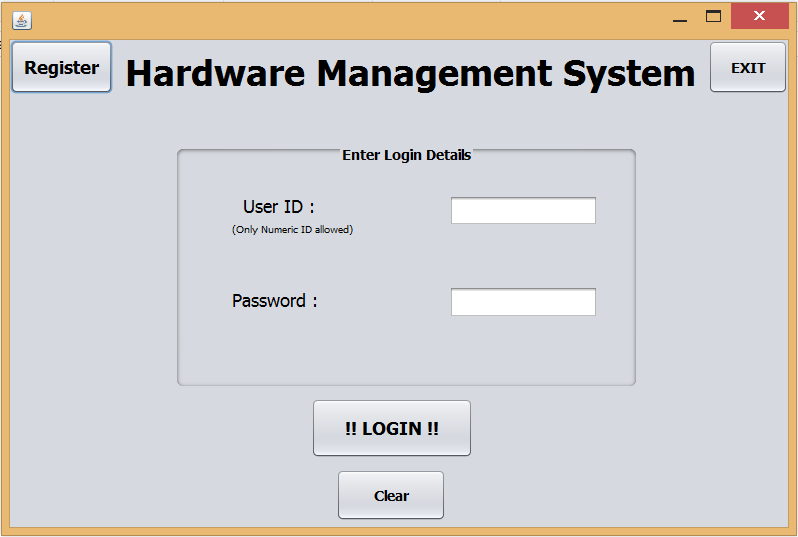 Register
Hardware Management System
EXIT
Enter Login Details
User ID :
(Only Numeric ID allowed)
Password :
!! LOGIN !!
Clear